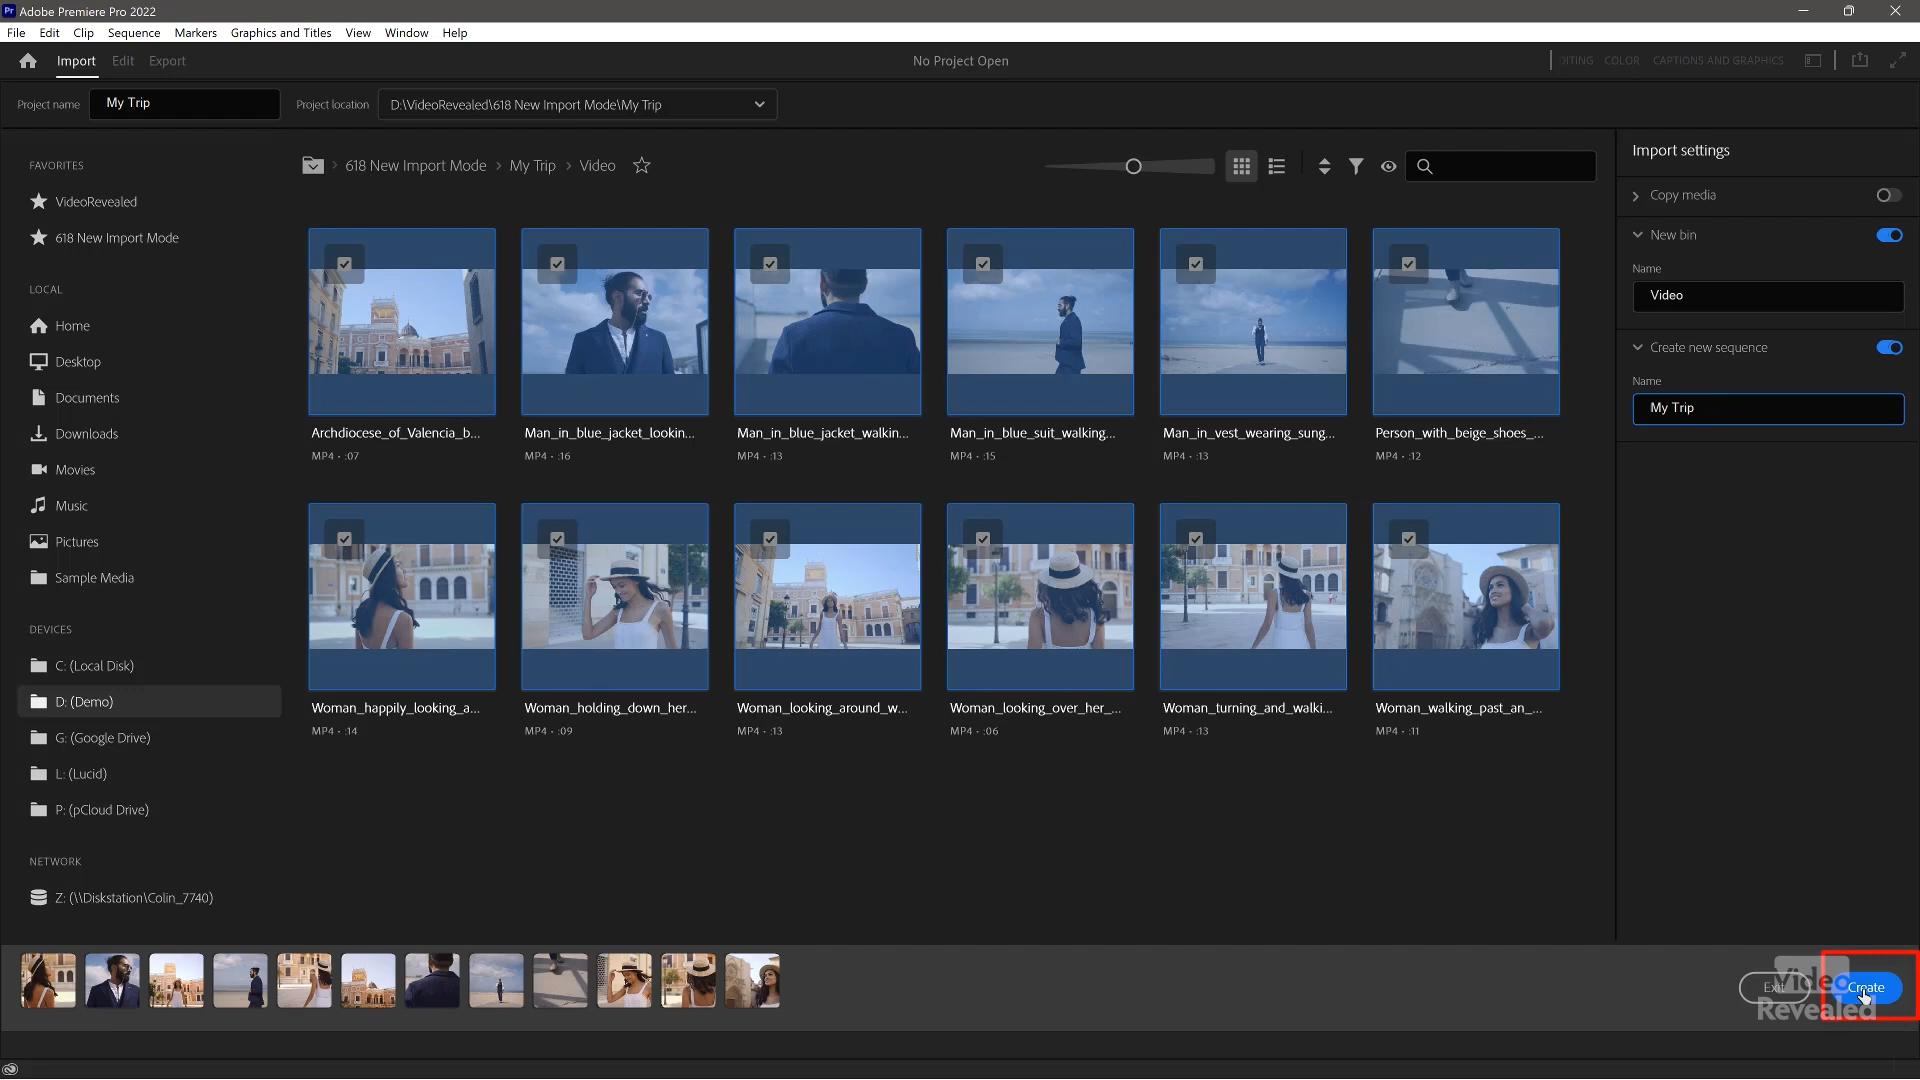 Pr Adobe Premiere Pro 2022
File Edit Clip Sequence Markers Graphics and Titles View Window Help
Import Edit Export
No Project Open
DITING COLOR CAPTIONS AND GRAPHICS
Project name My Trip
Project location D:\VideoRevealed\618 New Import Mode\My Trip
FAVORITES
VideoRevealed
618 New Import Mode
LOCAL
Home
Desktop
Documents
Downloads
Movies
Music
Pictures
Sample Media
DEVICES
C: (Local Disk)
D: (Demo)
G: (Google Drive)
L: (Lucid)
P: (pCloud Drive)
NETWORK
Z: (\\Diskstation\Colin_7740)
618 New Import Mode > My Trip > Video
Archdiocese_of_Valencia_b...
MP4 • :07
Man_in_blue_jacket_lookin...
MP4 • :16
Man_in_blue_jacket_walkin...
MP4 • :13
Man_in_blue_suit_walking...
MP4 • :15
Man_in_vest_wearing_sung...
MP4 • :13
Person_with_beige_shoes_...
MP4 • :12
Woman_happily_looking_a...
MP4 • :14
Woman_holding_down_her...
MP4 • :09
Woman_looking_around_w...
MP4 • :13
Woman_looking_over_her_...
MP4 • :06
Woman_turning_and_walki...
MP4 • :13
Woman_walking_past_an_...
MP4 • :11
Import settings
Copy media
New bin
Name
Video
Create new sequence
Name
My Trip
Exit
Create
Video
Revealed